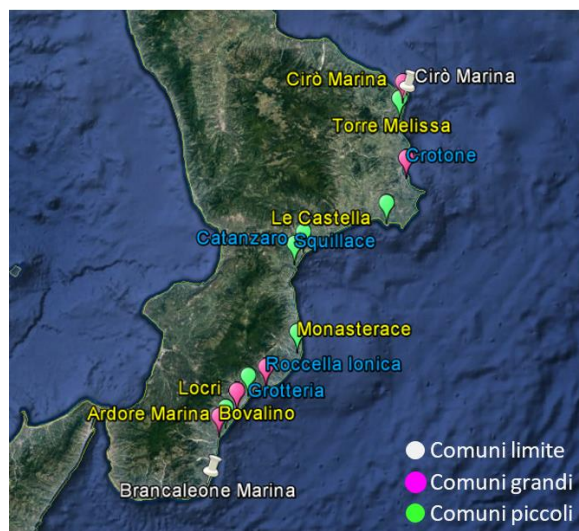 Cirò Marina
Cirò Marina
Torre Melissa
Crotone
Le Castella
Catanzaro
Squillace
Monasterace
Roccella Ionica
Locri
Grotteria
Ardore Marina
Bovalino
Brancaleone Marina
Comuni limite
Comuni grandi
Comuni piccoli